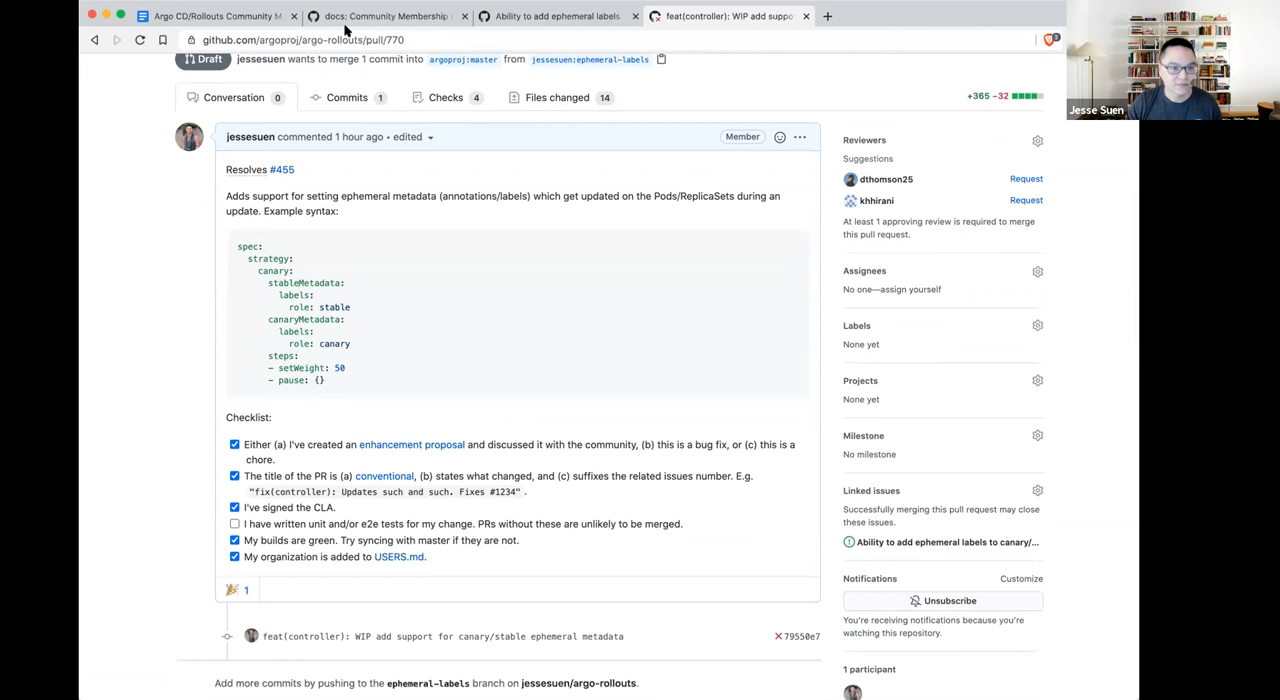 Argo CD/Rollouts Community M
docs: Community Membership
Ability to add ephemeral labels
feat(controller): WIP add suppo
github.com/argoproj/argo-rollouts/pull/770
3
Jesse Suen
Draft
jessesuen wants to merge 1 commit into argoproj:master from jessesuen:ephemeral-labels
Conversation 0
Commits 1
Checks 4
Files changed 14
+365 −32
jessesuen commented 1 hour ago • edited
Member
Resolves #455
Adds support for setting ephemeral metadata (annotations/labels) which get updated on the Pods/ReplicaSets during an
update. Example syntax:
spec:
strategy:
canary:
stableMetadata:
labels:
role: stable
canaryMetadata:
labels:
role: canary
steps:
- setWeight: 50
- pause: {}
Checklist:
Either (a) I've created an enhancement proposal and discussed it with the community, (b) this is a bug fix, or (c) this is a
chore.
The title of the PR is (a) conventional, (b) states what changed, and (c) suffixes the related issues number. E.g.
"fix(controller): Updates such and such. Fixes #1234".
I've signed the CLA.
I have written unit and/or e2e tests for my change. PRs without these are unlikely to be merged.
My builds are green. Try syncing with master if they are not.
My organization is added to USERS.md.
1
feat(controller): WIP add support for canary/stable ephemeral metadata
79550e7
Add more commits by pushing to the ephemeral-labels branch on jessesuen/argo-rollouts.
Reviewers
Suggestions
dthomson25
Request
khhirani
Request
At least 1 approving review is required to merge
this pull request.
Assignees
No one—assign yourself
Labels
None yet
Projects
None yet
Milestone
No milestone
Linked issues
Successfully merging this pull request may close
these issues.
Ability to add ephemeral labels to canary/...
Notifications
Customize
Unsubscribe
You're receiving notifications because you're
watching this repository.
1 participant